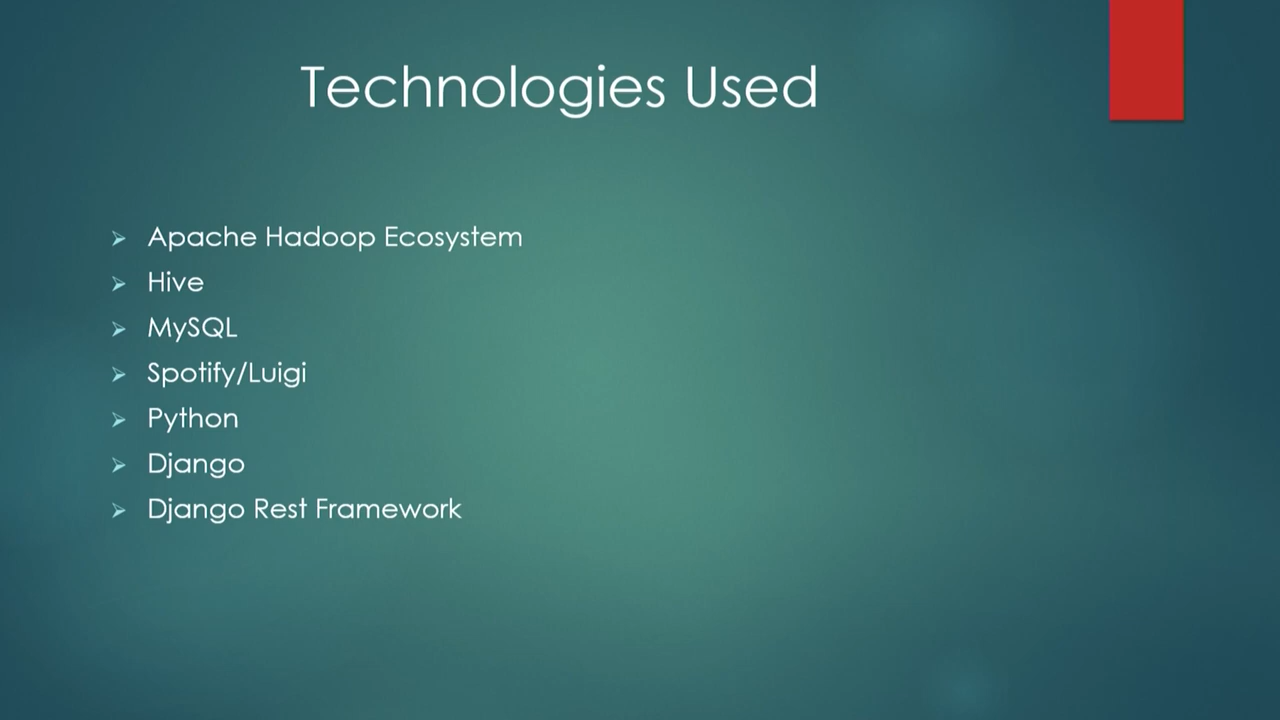 Technologies Used
Apache Hadoop Ecosystem
Hive
MySQL
Spotify/Luigi
Python
Django
Django Rest Framework